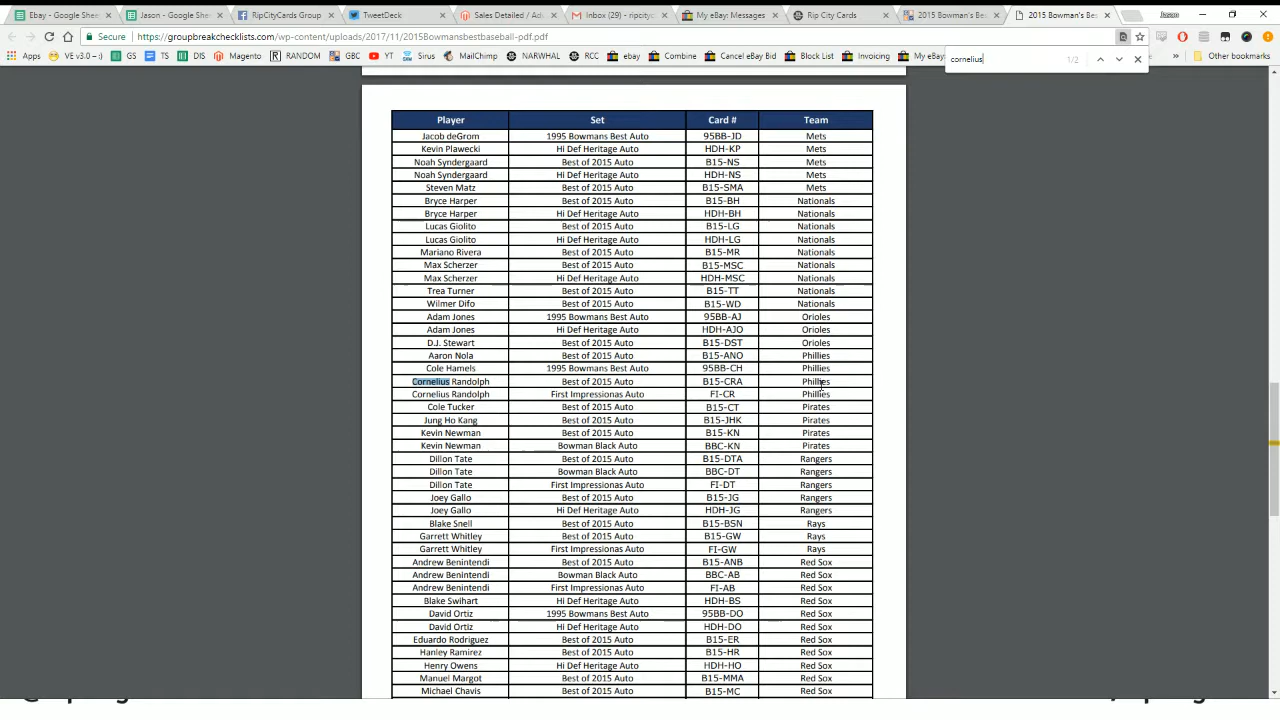 Ebay - Google Shee
Jason - Google Shee
RipCityCards Group
TweetDeck
Sales Detailed / Ad
Inbox (29) - ripcityc
My eBay: Messages
Rip City Cards
2015 Bowman's Be
2015 Bowman's Bes
Jason
Secure
https://groupbreakchecklists.com/wp-content/uploads/2017/11/2015Bowmansbestbaseball-pdf.pdf
Apps
VE v3.0 -- :)
GS
TS
DIS
Magento
RANDOM
GBC
YT
Sirus
MailChimp
NARWHAL
RCC
ebay
Combine
Cancel eBay Bid
Block List
Invoicing
My eBa
Other bookmarks
cornelius 1/2
Player Set Card # Team
Jacob deGrom 1995 Bowmans Best Auto 95BB-JD Mets
Kevin Plawecki Hi Def Heritage Auto HDH-KP Mets
Noah Syndergaard Best of 2015 Auto B15-NS Mets
Noah Syndergaard Hi Def Heritage Auto HDH-NS Mets
Steven Matz Best of 2015 Auto B15-SMA Mets
Bryce Harper Best of 2015 Auto B15-BH Nationals
Bryce Harper Hi Def Heritage Auto HDH-BH Nationals
Lucas Giolito Best of 2015 Auto B15-LG Nationals
Lucas Giolito Hi Def Heritage Auto HDH-LG Nationals
Mariano Rivera Best of 2015 Auto B15-MR Nationals
Max Scherzer Best of 2015 Auto B15-MSC Nationals
Max Scherzer Hi Def Heritage Auto HDH-MSC Nationals
Trea Turner Best of 2015 Auto B15-TT Nationals
Wilmer Difo Best of 2015 Auto B15-WD Nationals
Adam Jones 1995 Bowmans Best Auto 95BB-AJ Orioles
Adam Jones Hi Def Heritage Auto HDH-AJO Orioles
D.J. Stewart Best of 2015 Auto B15-DST Orioles
Aaron Nola Best of 2015 Auto B15-ANO Phillies
Cole Hamels 1995 Bowmans Best Auto 95BB-CH Phillies
Cornelius Randolph Best of 2015 Auto B15-CRA Phillies
Cornelius Randolph First Impressionas Auto FI-CR Phillies
Cole Tucker Best of 2015 Auto B15-CT Pirates
Jung Ho Kang Best of 2015 Auto B15-JHK Pirates
Kevin Newman Best of 2015 Auto B15-KN Pirates
Kevin Newman Bowman Black Auto BBC-KN Pirates
Dillon Tate Best of 2015 Auto B15-DTA Rangers
Dillon Tate Bowman Black Auto BBC-DT Rangers
Dillon Tate First Impressionas Auto FI-DT Rangers
Joey Gallo Best of 2015 Auto B15-JG Rangers
Joey Gallo Hi Def Heritage Auto HDH-JG Rangers
Blake Snell Best of 2015 Auto B15-BSN Rays
Garrett Whitley Best of 2015 Auto B15-GW Rays
Garrett Whitley First Impressionas Auto FI-GW Rays
Andrew Benintendi Best of 2015 Auto B15-ANB Red Sox
Andrew Benintendi Bowman Black Auto BBC-AB Red Sox
Andrew Benintendi First Impressionas Auto FI-AB Red Sox
Blake Swihart Hi Def Heritage Auto HDH-BS Red Sox
David Ortiz 1995 Bowmans Best Auto 95BB-DO Red Sox
David Ortiz Hi Def Heritage Auto HDH-DO Red Sox
Eduardo Rodriguez Best of 2015 Auto B15-ER Red Sox
Hanley Ramirez Best of 2015 Auto B15-HR Red Sox
Henry Owens Hi Def Heritage Auto HDH-HO Red Sox
Manuel Margot Best of 2015 Auto B15-MMA Red Sox
Michael Chavis Best of 2015 Auto B15-MC Red Sox